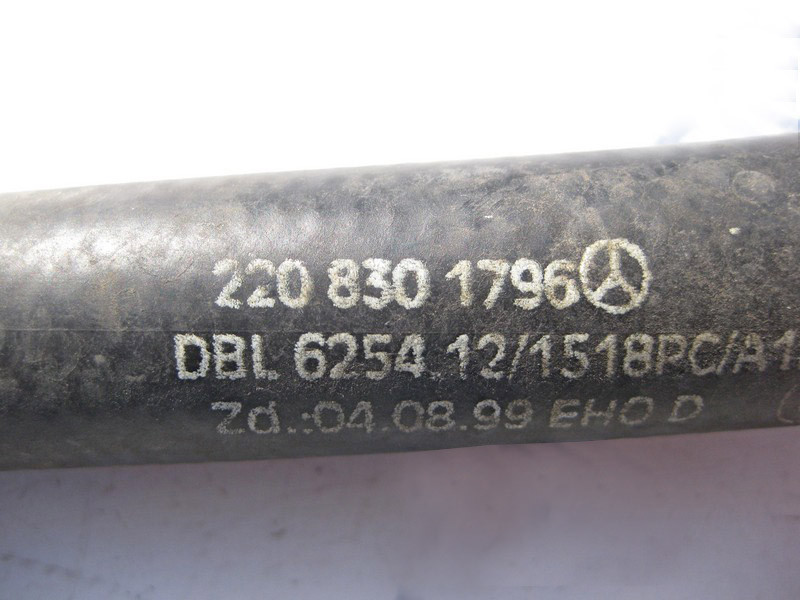 220 830 1796
DBL 6254 12/1518PC/A1
Zd.:04.08.99 EHO D